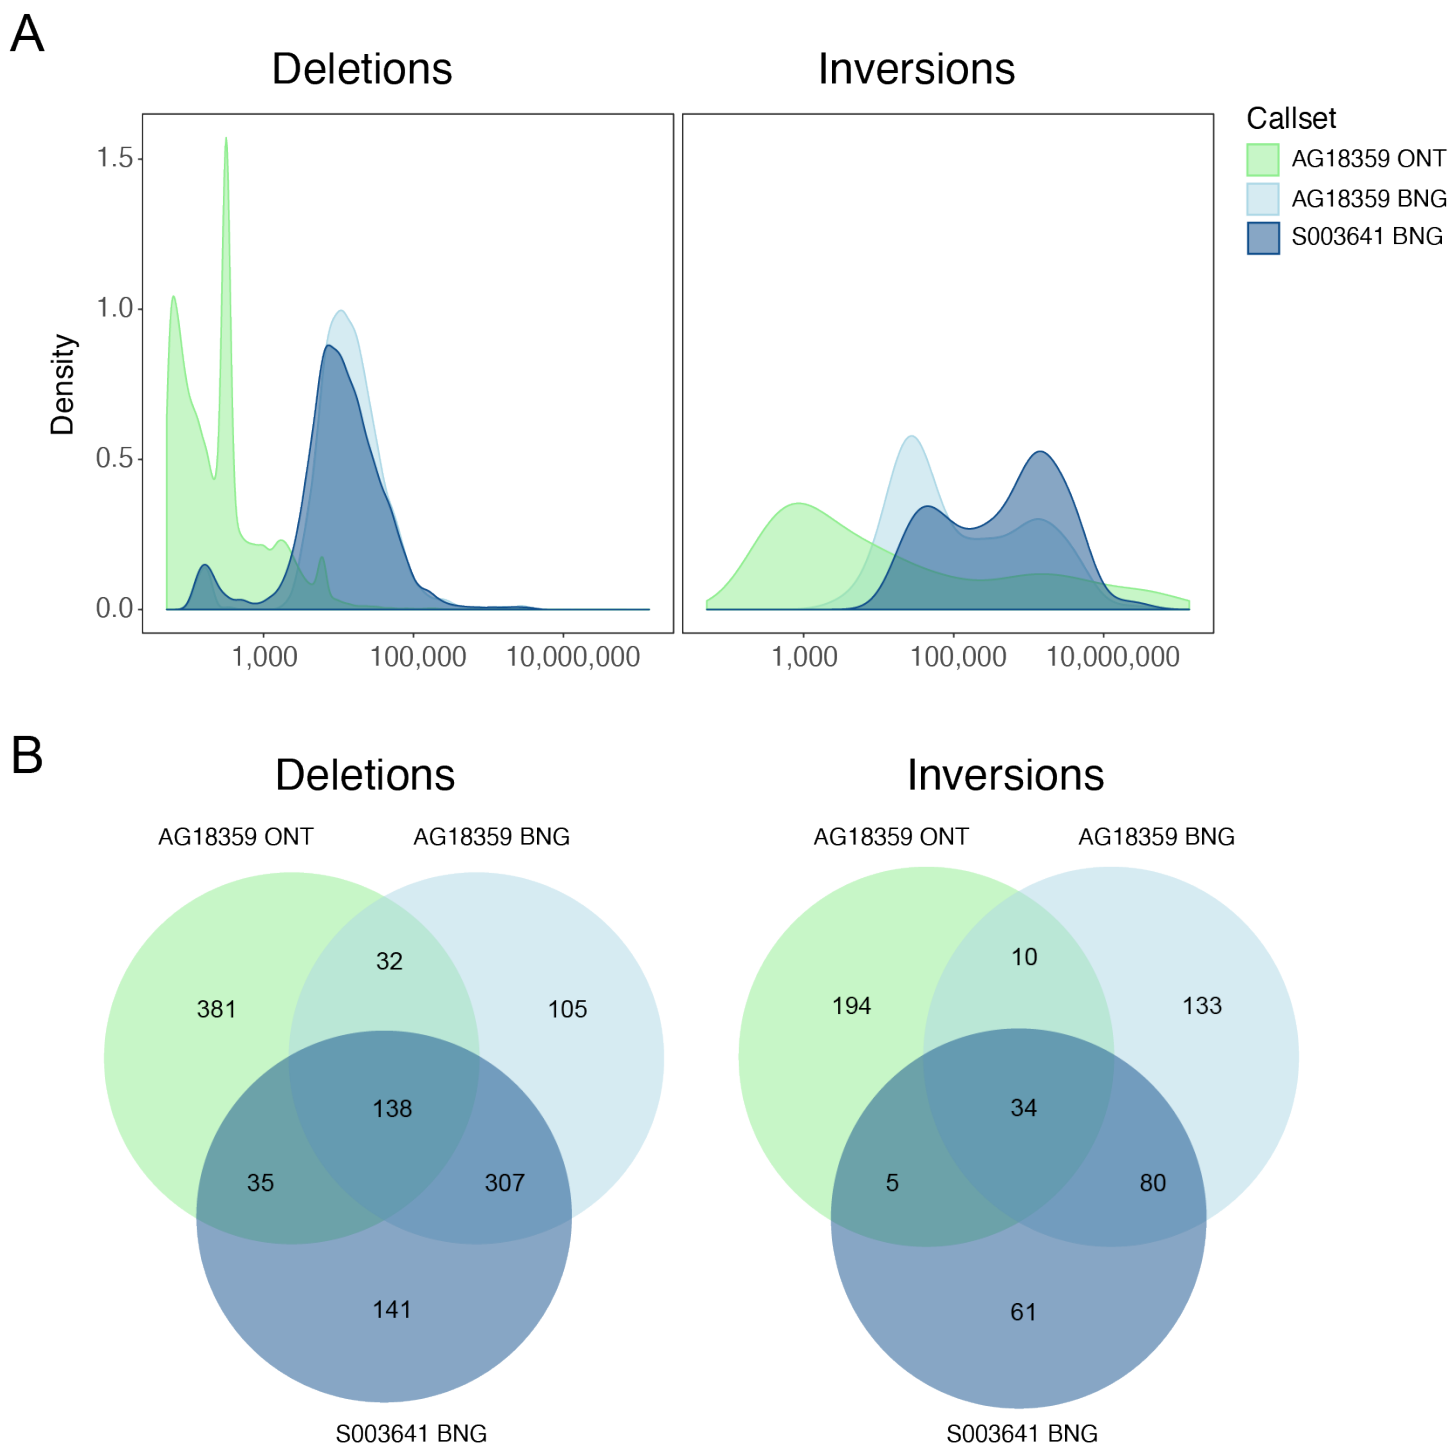 A
Deletions
Inversions
Callset
AG18359 ONT
AG18359 BNG
S003641 BNG
Density
1.5
1.0
0.5
0.0
1,000
100,000
10,000,000
1,000
100,000
10,000,000
B
Deletions
Inversions
AG18359 ONT
AG18359 BNG
AG18359 ONT
AG18359 BNG
32
381
105
138
35
307
141
S003641 BNG
10
194
133
34
5
80
61
S003641 BNG